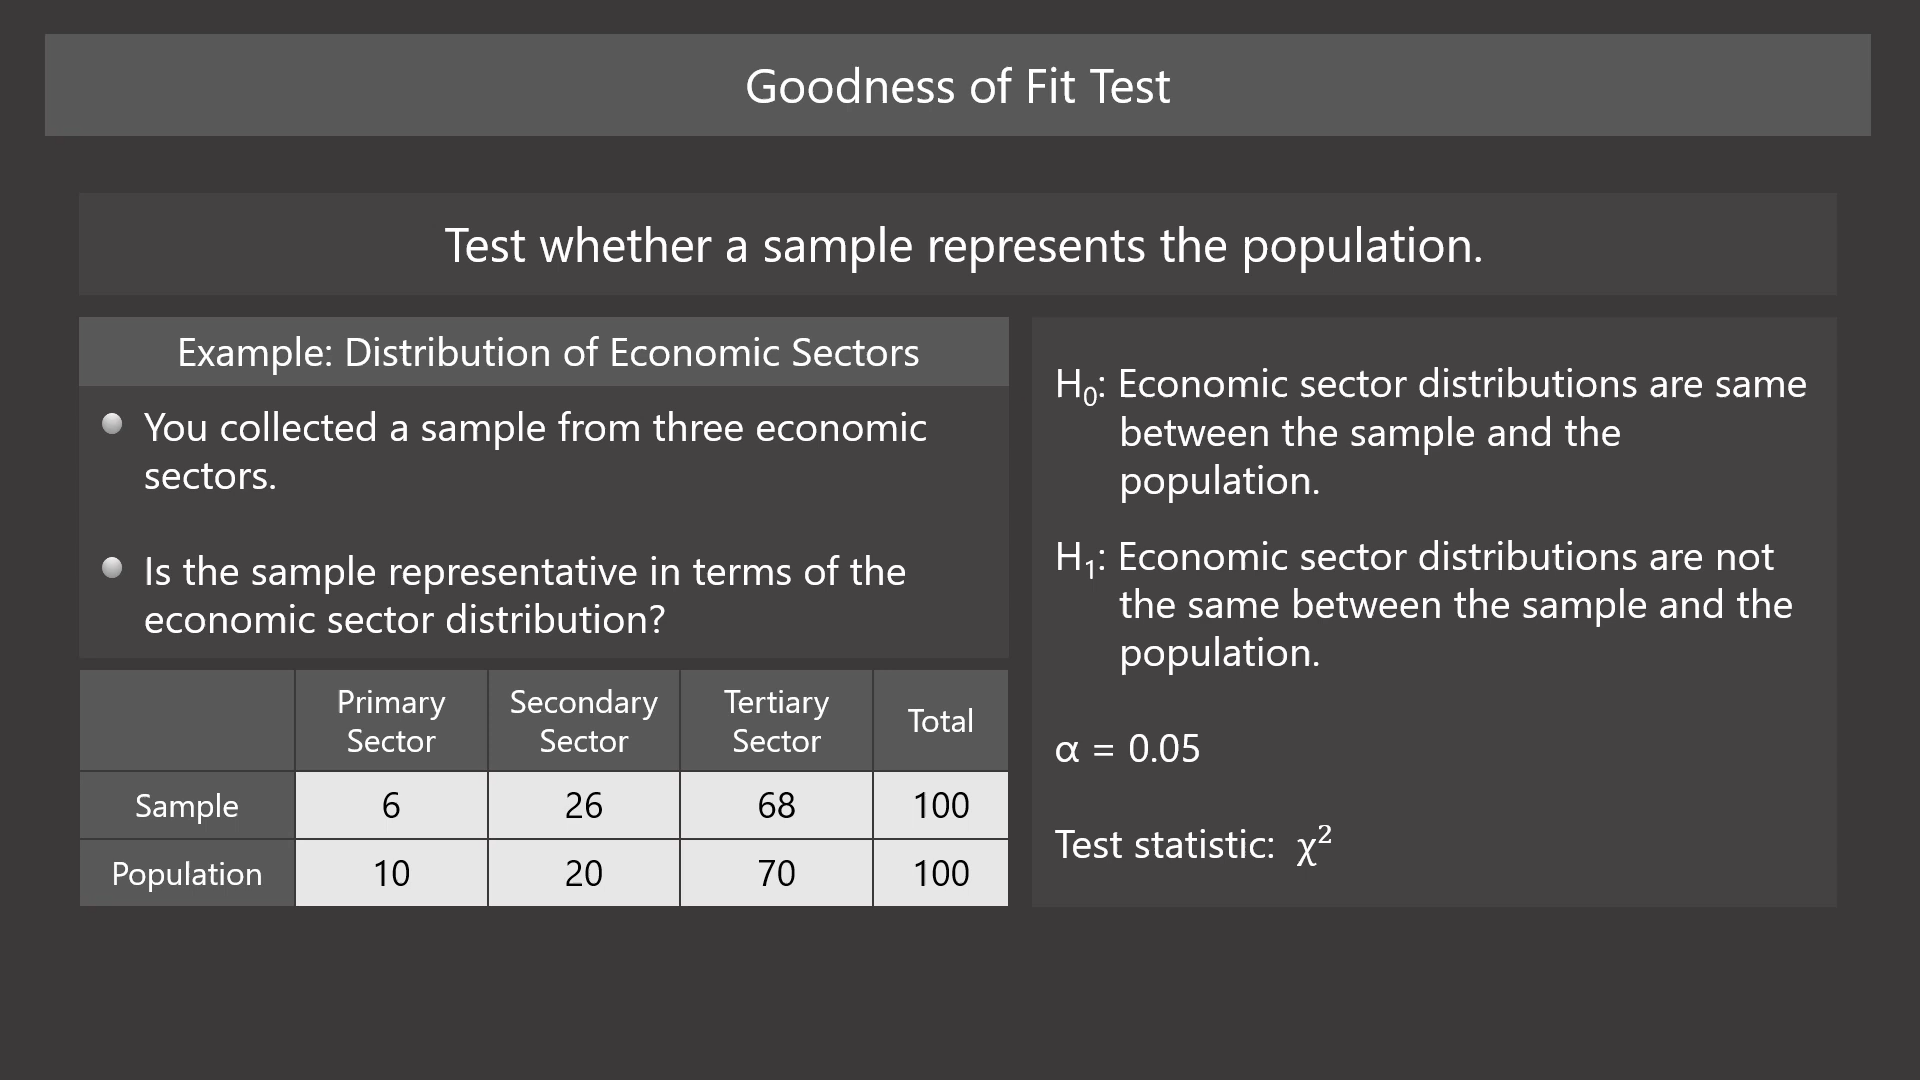 Goodness of Fit Test
Test whether a sample represents the population.
Example: Distribution of Economic Sectors
You collected a sample from three economic
sectors.
Is the sample representative in terms of the
economic sector distribution?
Primary Sector Secondary Sector Tertiary Sector Total
Sample 6 26 68 100
Population 10 20 70 100
H₀: Economic sector distributions are same
between the sample and the
population.
H₁: Economic sector distributions are not
the same between the sample and the
population.
α = 0.05
Test statistic: χ²